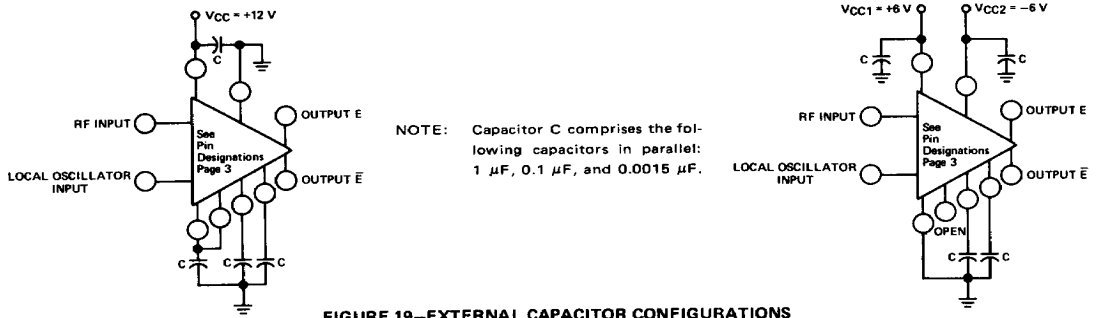 VCC = +12 V
C
RF INPUT
LOCAL OSCILLATOR
INPUT
See
Pin
Designations
Page 3
OUTPUT E
OUTPUT E̅
C
C
C
NOTE: Capacitor C comprises the fol-
lowing capacitors in parallel:
1 μF, 0.1 μF, and 0.0015 μF.
VCC1 = +6 V
VCC2 = −6 V
C
C
RF INPUT
LOCAL OSCILLATOR
INPUT
See
Pin
Designations
Page 3
OUTPUT E
OUTPUT E̅
OPEN
C
C
FIGURE 19—EXTERNAL CAPACITOR CONFIGURATIONS